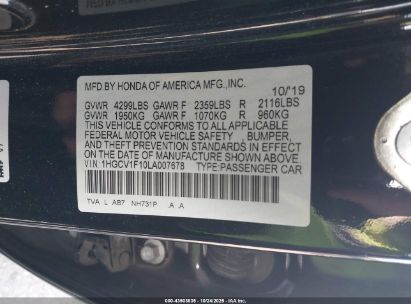 MFD BY HONDA OF AMERICA MFG., INC. 10/'19
GVWR 4299LBS GAWR F 2359LBS R 2116LBS
GVWR 1950KG GAWR F 1070KG R 960KG
THIS VEHICLE CONFORMS TO ALL APPLICABLE
FEDERAL MOTOR VEHICLE SAFETY, BUMPER,
AND THEFT PREVENTION STANDARDS IN EFFECT
ON THE DATE OF MANUFACTURE SHOWN ABOVE.
V I N: 1HGCV1F10LA007678 TYPE: PASSENGER CAR
TVA L AB7 NH731P A A